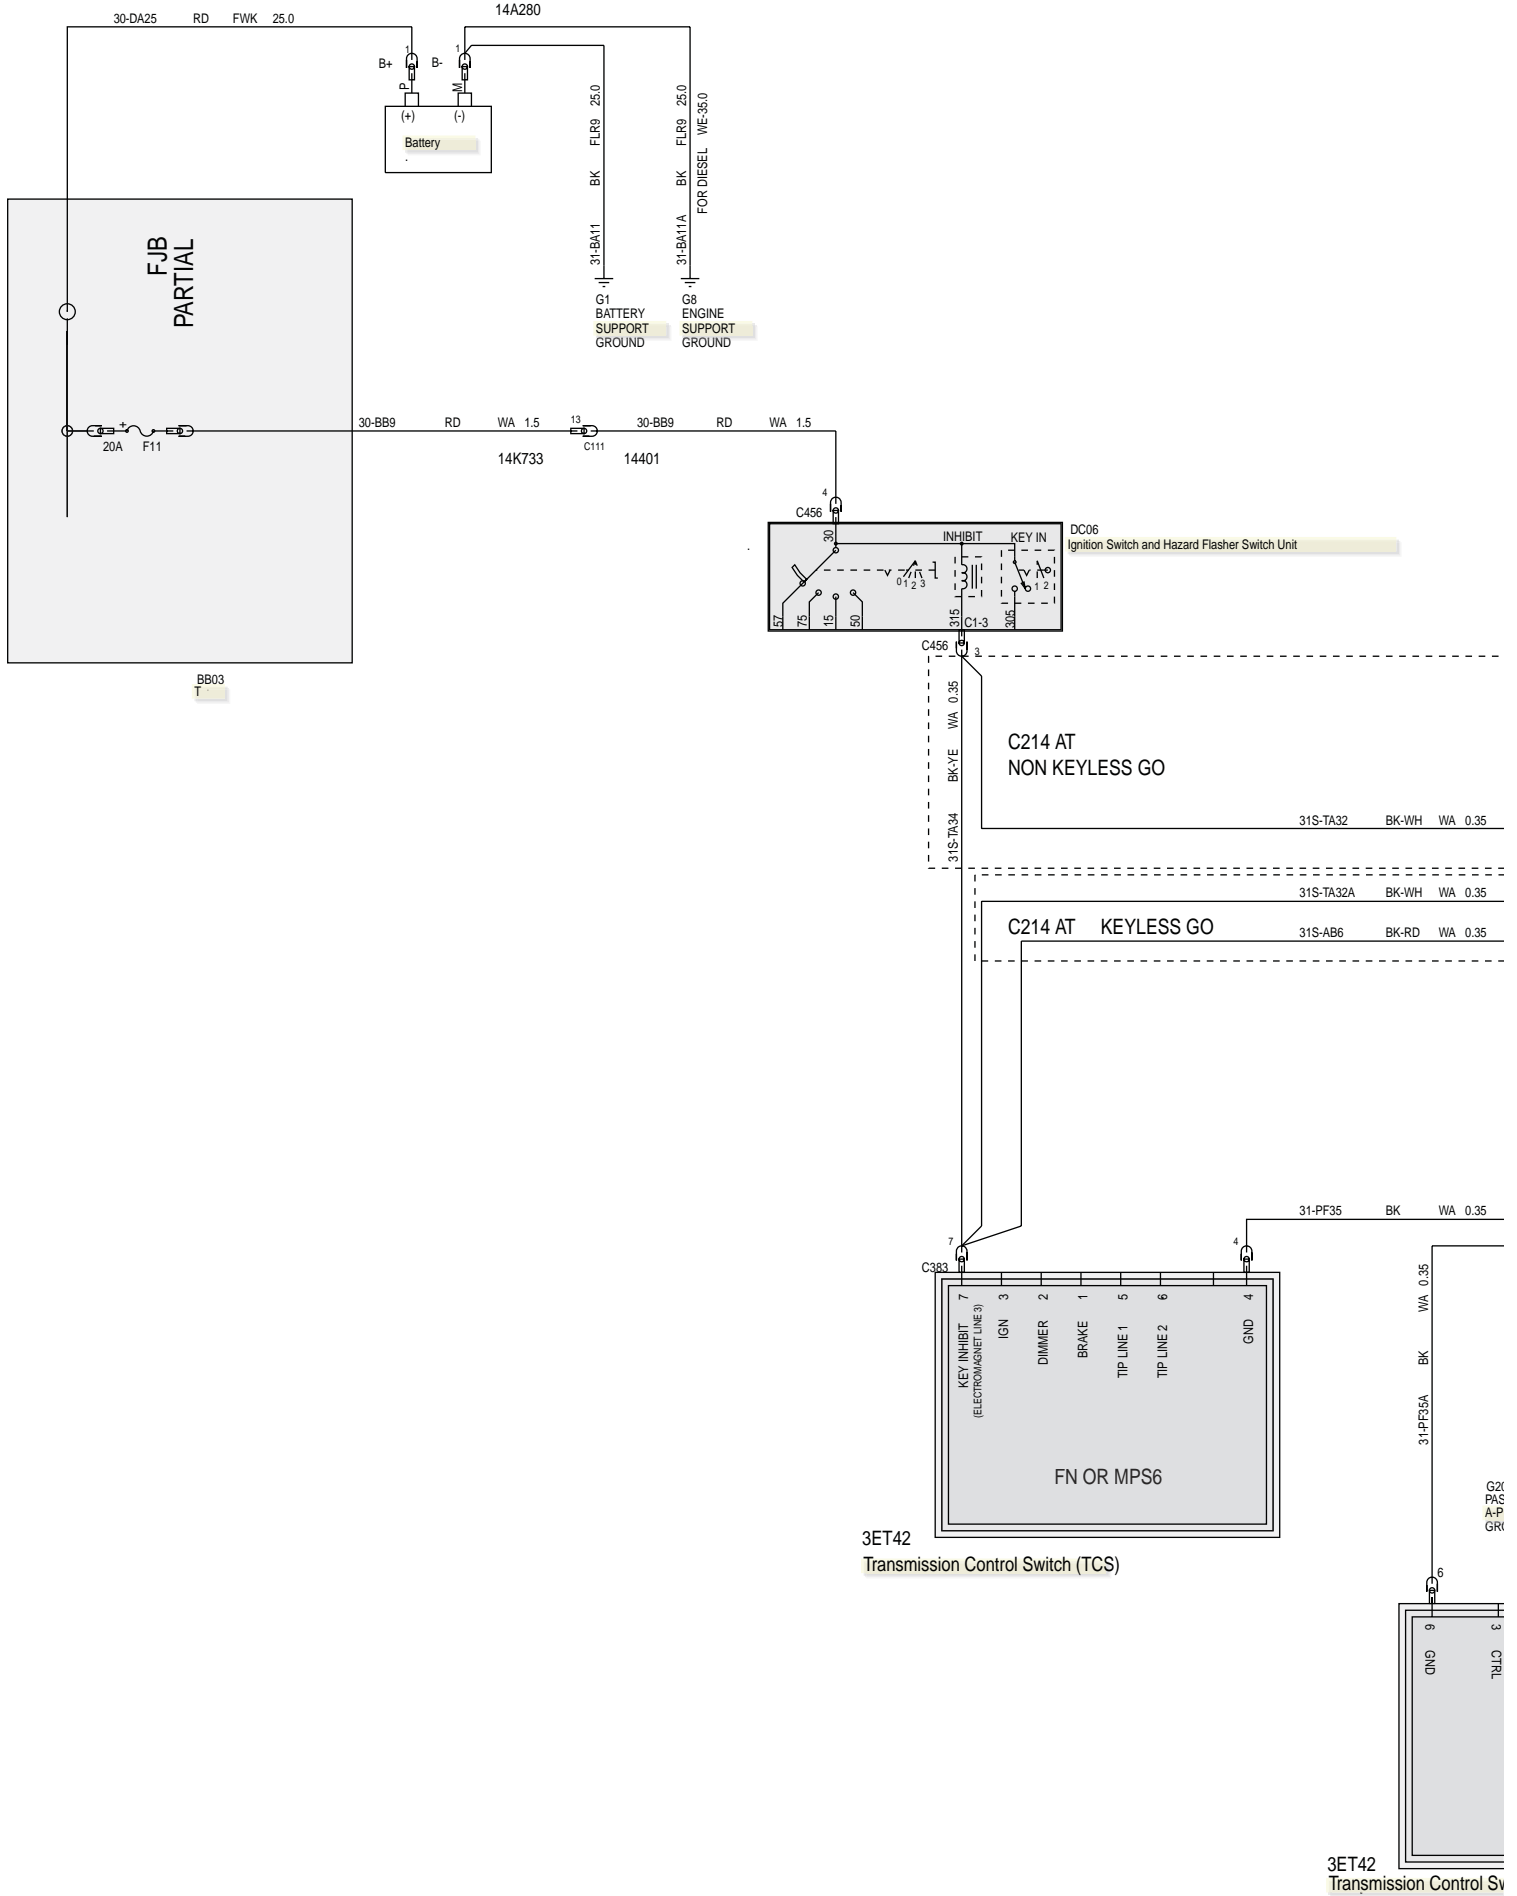 14A280
30-DA25 RD FWK 25.0
B+
1
B-
1
P
M
(+)
(-)
Battery
.
31-BA11 BK FLR9 25.0
31-BA11A BK FLR9 25.0
FOR DIESEL WE-35.0
G1
BATTERY
SUPPORT
GROUND
G8
ENGINE
SUPPORT
GROUND
FJB
PARTIAL
20A
+
F11
30-BB9 RD WA 1.5
13
C111
30-BB9 RD WA 1.5
14K733
14401
BB03
T
4
C456
DC06
Ignition Switch and Hazard Flasher Switch Unit
30
INHIBIT
KEY IN
0 1 2 3
1 2
57
75
15
50
315
C1-3
305
C456
3
31S-TA34 BK-YE WA 0.35
C214 AT
NON KEYLESS GO
31S-TA32 BK-WH WA 0.35
31S-TA32A BK-WH WA 0.35
C214 AT KEYLESS GO
31S-AB6 BK-RD WA 0.35
31-PF35 BK WA 0.35
7
C383
4
7
KEY INHIBIT
(ELECTROMAGNET LINE 3)
3
IGN
2
DIMMER
1
BRAKE
5
TIP LINE 1
6
TIP LINE 2
4
GND
FN OR MPS6
3ET42
Transmission Control Switch (TCS)
31-PF35A BK WA 0.35
G20
PAS
A-P
GR
6
6
GND
3
CTRL
3ET42
Transmission Control Sw